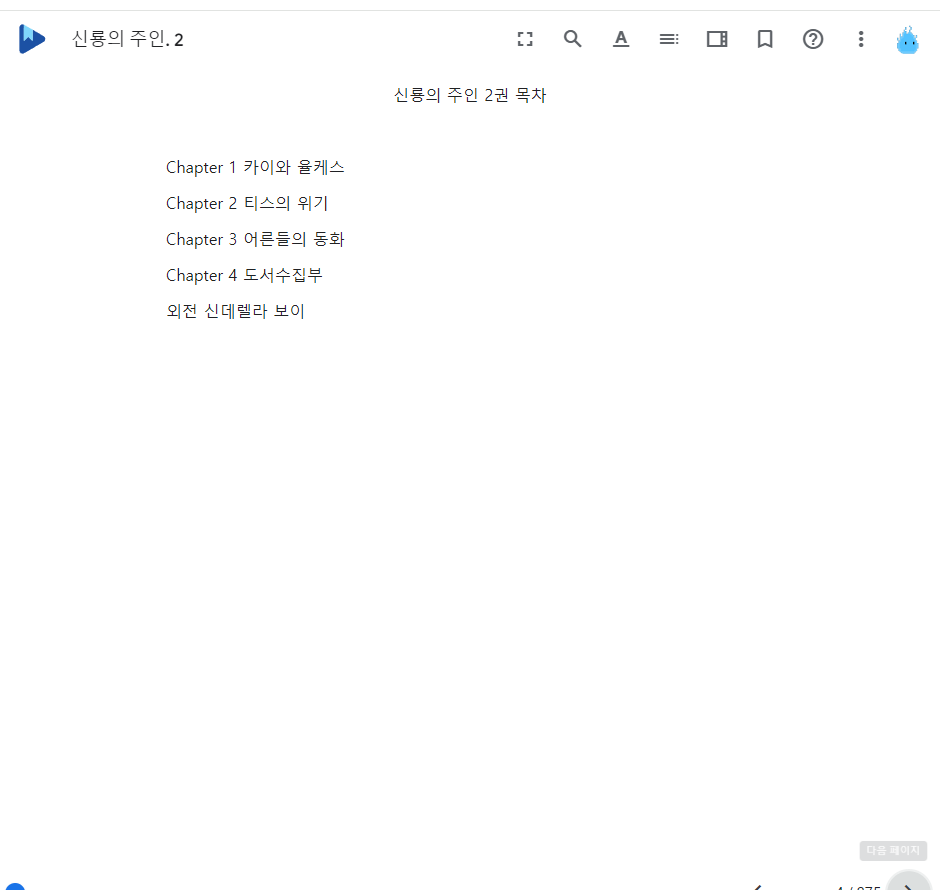 신룡의 주인. 2
신룡의 주인 2권 목차
Chapter 1 카이와 율케스
Chapter 2 티스의 위기
Chapter 3 어른들의 동화
Chapter 4 도서수집부
외전 신데렐라 보이
다음 페이지